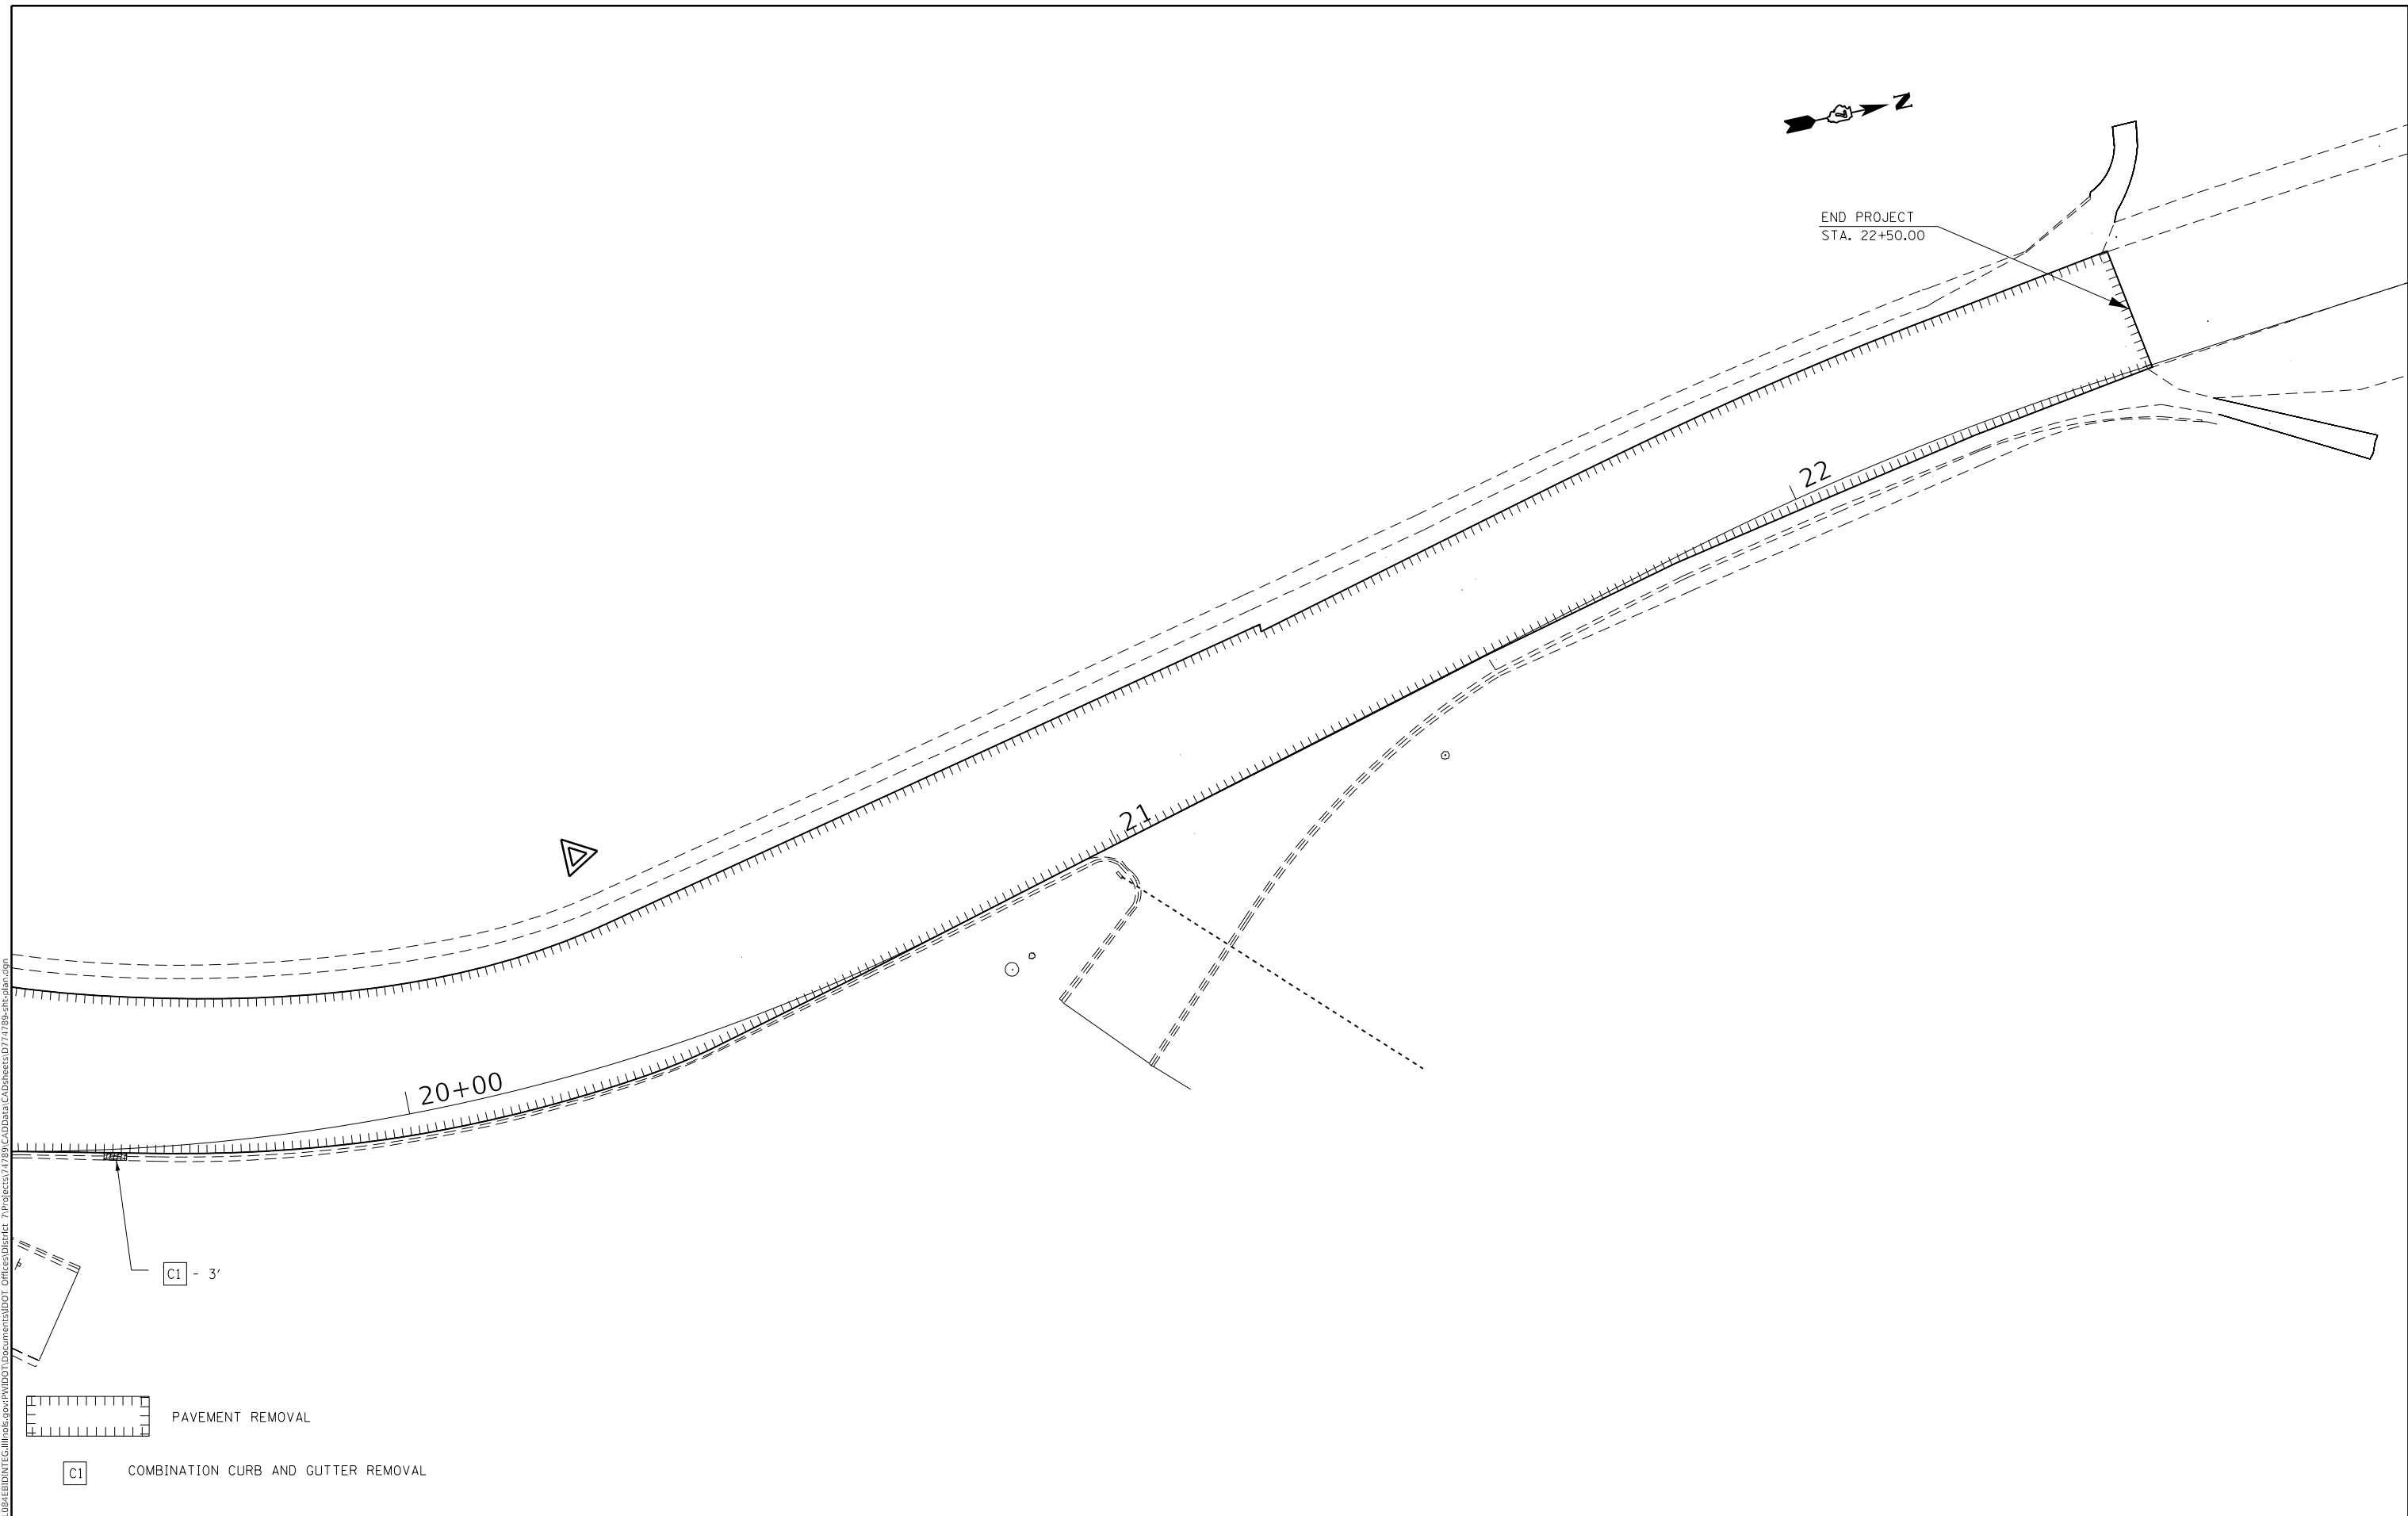 N
END PROJECT
STA. 22+50.00
22
21
20+00
C1 - 3'
PAVEMENT REMOVAL
C1 COMBINATION CURB AND GUTTER REMOVAL